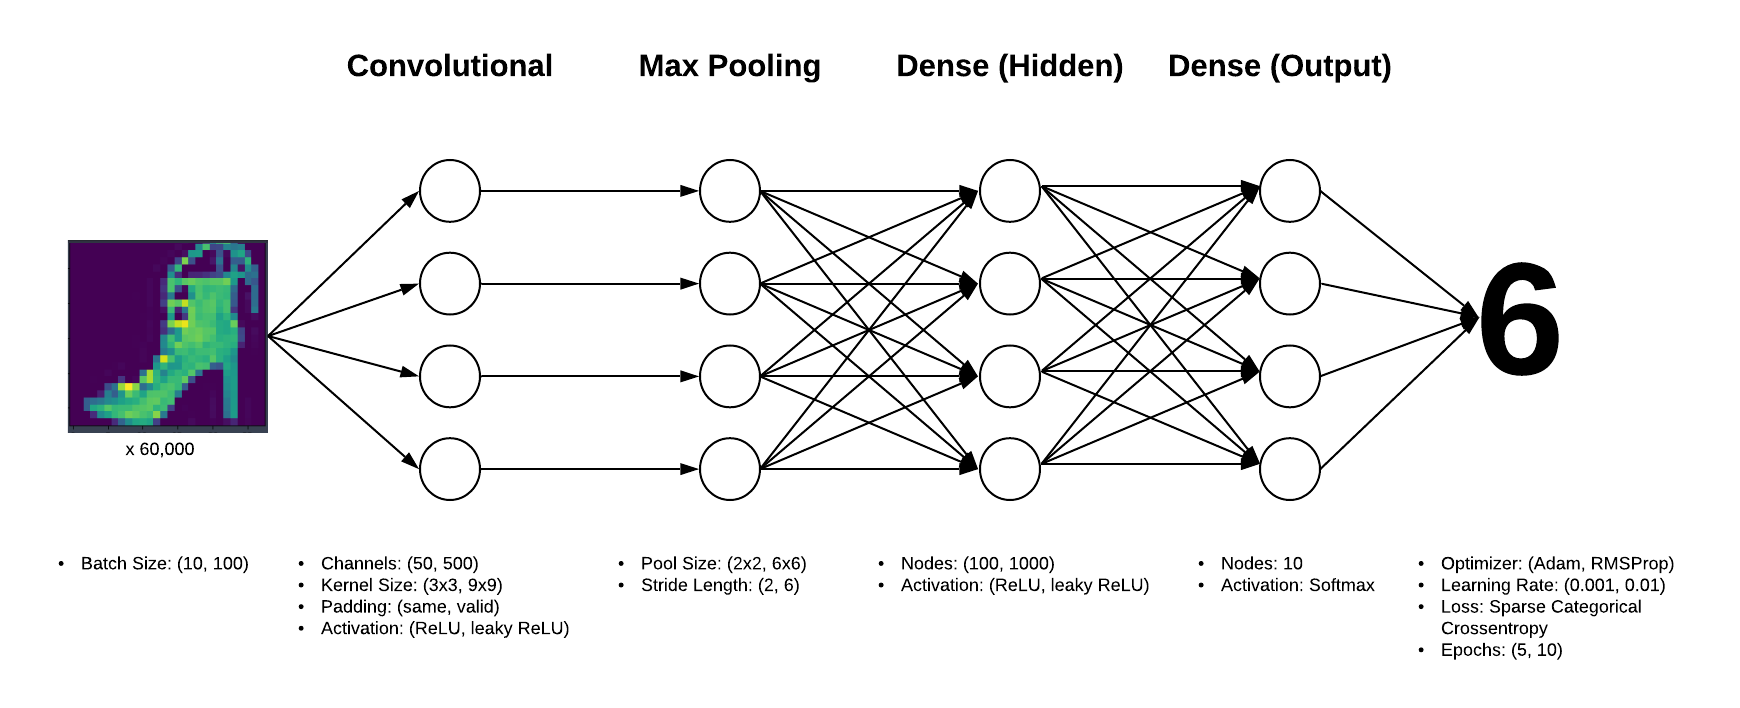 Convolutional
Max Pooling
Dense (Hidden)
Dense (Output)
6
x 60,000
• Batch Size: (10, 100)
• Channels: (50, 500)
• Kernel Size: (3x3, 9x9)
• Padding: (same, valid)
• Activation: (ReLU, leaky ReLU)
• Pool Size: (2x2, 6x6)
• Stride Length: (2, 6)
• Nodes: (100, 1000)
• Activation: (ReLU, leaky ReLU)
• Nodes: 10
• Activation: Softmax
• Optimizer: (Adam, RMSProp)
• Learning Rate: (0.001, 0.01)
• Loss: Sparse Categorical
Crossentropy
• Epochs: (5, 10)